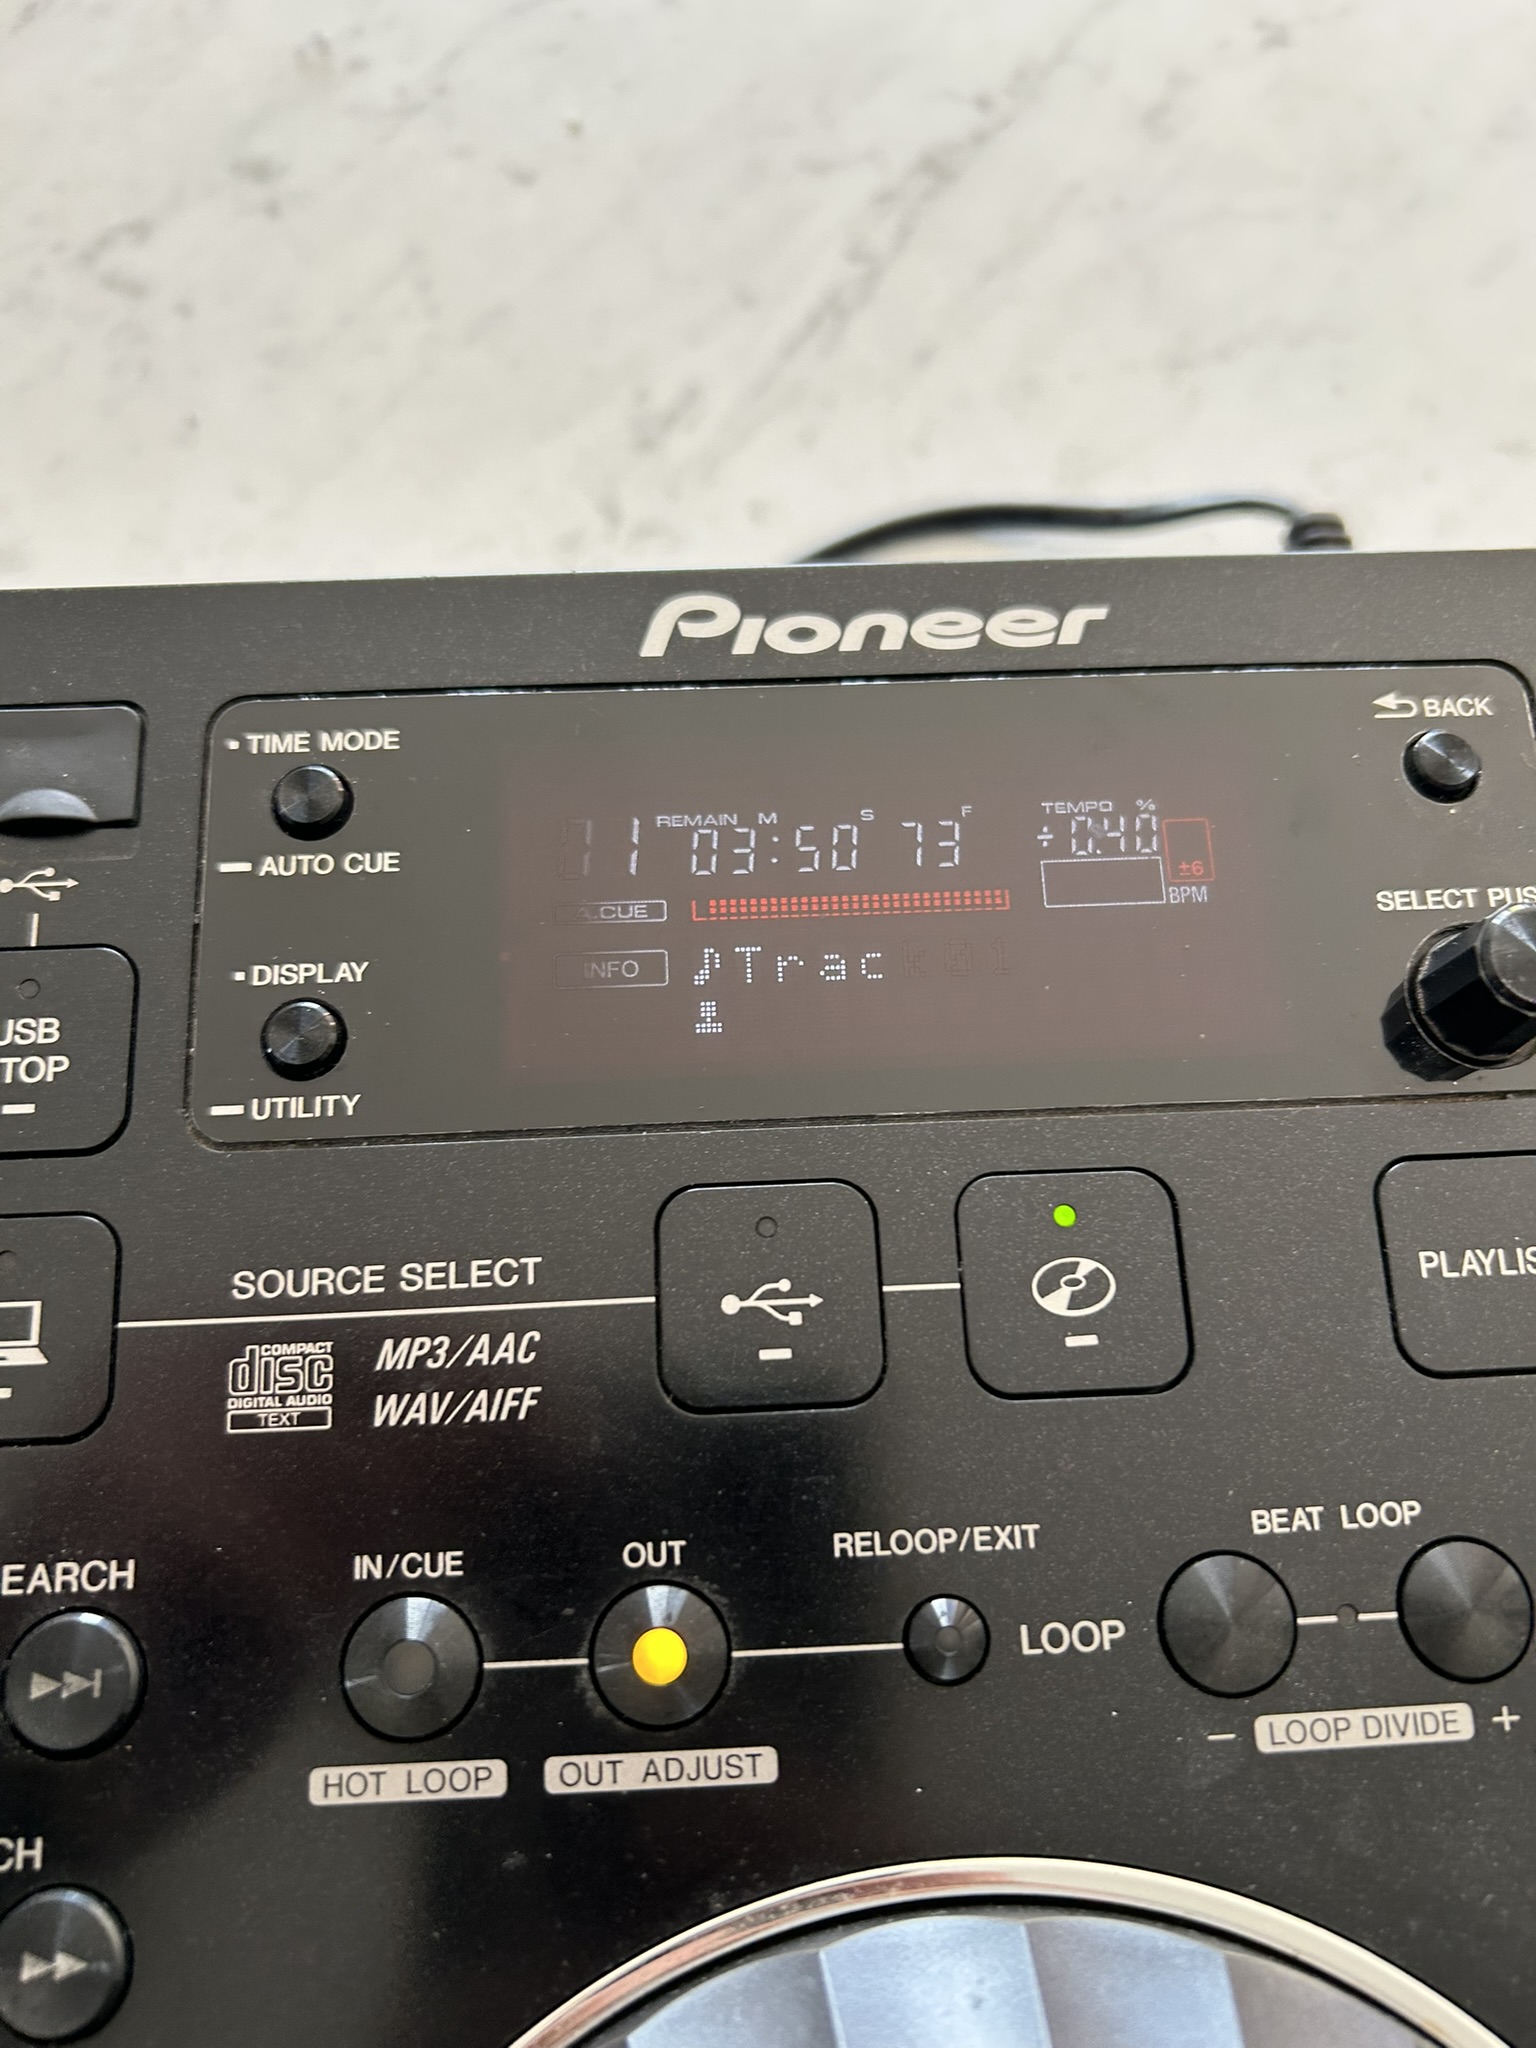 Pioneer
TIME MODE
AUTO CUE
DISPLAY
UTILITY
REMAIN M S F
03:50 73
TEMPO %
0.40
±6
BPM
A.CUE
INFO
♪Track01
BACK
SELECT PUS
USB
STOP
SOURCE SELECT
COMPACT
disc
DIGITAL AUDIO
TEXT
MP3/AAC
WAV/AIFF
PLAYLIS
EARCH
IN/CUE
OUT
RELOOP/EXIT
LOOP
BEAT LOOP
HOT LOOP
OUT ADJUST
− LOOP DIVIDE +
CH